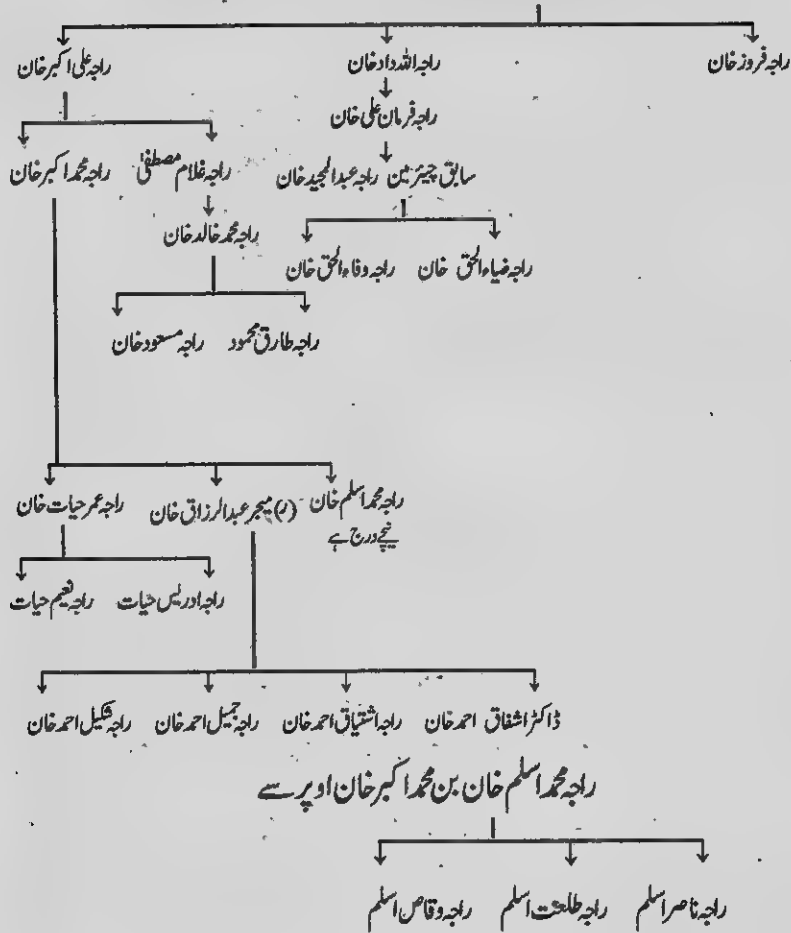 راجہ فروز خان راجہ اللہ داد خان راجہ علی اکبر خان
راجہ فرمان علی خان
سابق چیئرمین راجہ عبدالمجید خان راجہ غلام مصطفیٰ راجہ محمد اکبر خان
راجہ محمد خالد خان
راجہ ضیاء الحق خان راجہ وفاء الحق خان
راجہ طارق محمود راجہ مسعود خان
راجہ محمد اسلم خان (ر) میجر عبدالرزاق خان راجہ عمر حیات خان
نیچے درج ہے
راجہ ادریس حیات راجہ نعیم حیات
ڈاکٹر اشفاق احمد خان راجہ اشتیاق احمد خان راجہ جمیل احمد خان راجہ شکیل احمد خان
راجہ محمد اسلم خان بن محمد اکبر خان اوپر سے
راجہ ناصر اسلم راجہ طلعت اسلم راجہ وقاص اسلم